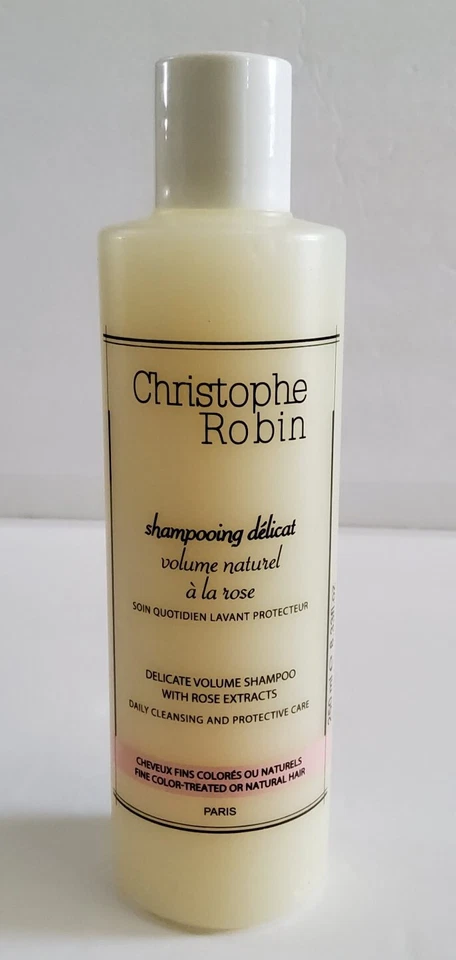 Christophe
Robin
shampooing délicat
volume naturel
à la rose
SOIN QUOTIDIEN LAVANT PROTECTEUR
DELICATE VOLUME SHAMPOO
WITH ROSE EXTRACTS
DAILY CLEANSING AND PROTECTIVE CARE
CHEVEUX FINS COLORÉS OU NATURELS
FINE COLOR-TREATED OR NATURAL HAIR
PARIS